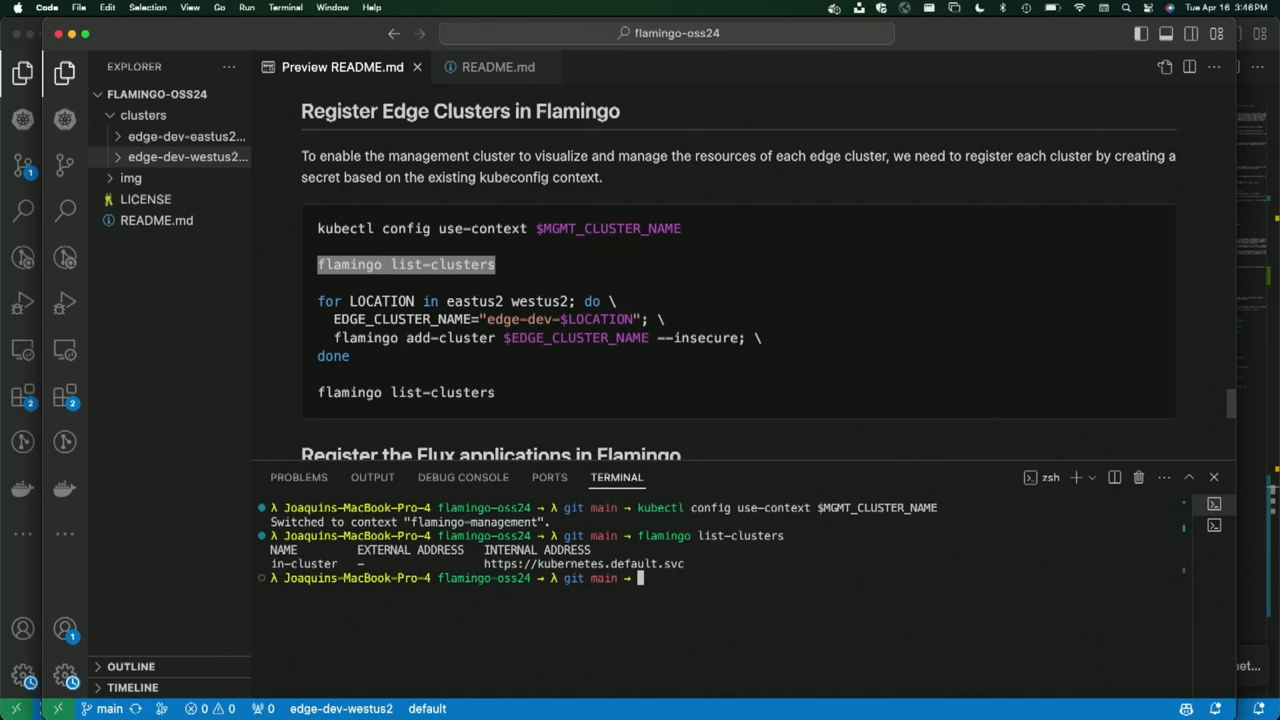 Code File Edit Selection View Go Run Terminal Window Help Tue Apr 16 3:46PM
flamingo-oss24
EXPLORER
Preview README.md
README.md
FLAMINGO-OSS24
clusters
edge-dev-eastus2...
edge-dev-westus2...
img
LICENSE
README.md
Register Edge Clusters in Flamingo
To enable the management cluster to visualize and manage the resources of each edge cluster, we need to register each cluster by creating a
secret based on the existing kubeconfig context.
kubectl config use-context $MGMT_CLUSTER_NAME
flamingo list-clusters
for LOCATION in eastus2 westus2; do \
EDGE_CLUSTER_NAME="edge-dev-$LOCATION"; \
flamingo add-cluster $EDGE_CLUSTER_NAME --insecure; \
done
flamingo list-clusters
Register the Flux applications in Flamingo
PROBLEMS OUTPUT DEBUG CONSOLE PORTS TERMINAL
zsh
λ Joaquins-MacBook-Pro-4 flamingo-oss24 → λ git main → kubectl config use-context $MGMT_CLUSTER_NAME
Switched to context "flamingo-management".
λ Joaquins-MacBook-Pro-4 flamingo-oss24 → λ git main → flamingo list-clusters
NAME EXTERNAL ADDRESS INTERNAL ADDRESS
in-cluster – https://kubernetes.default.svc
λ Joaquins-MacBook-Pro-4 flamingo-oss24 → λ git main →
1
2
2
1
OUTLINE
TIMELINE
et...
main 0 0 0 edge-dev-westus2 default